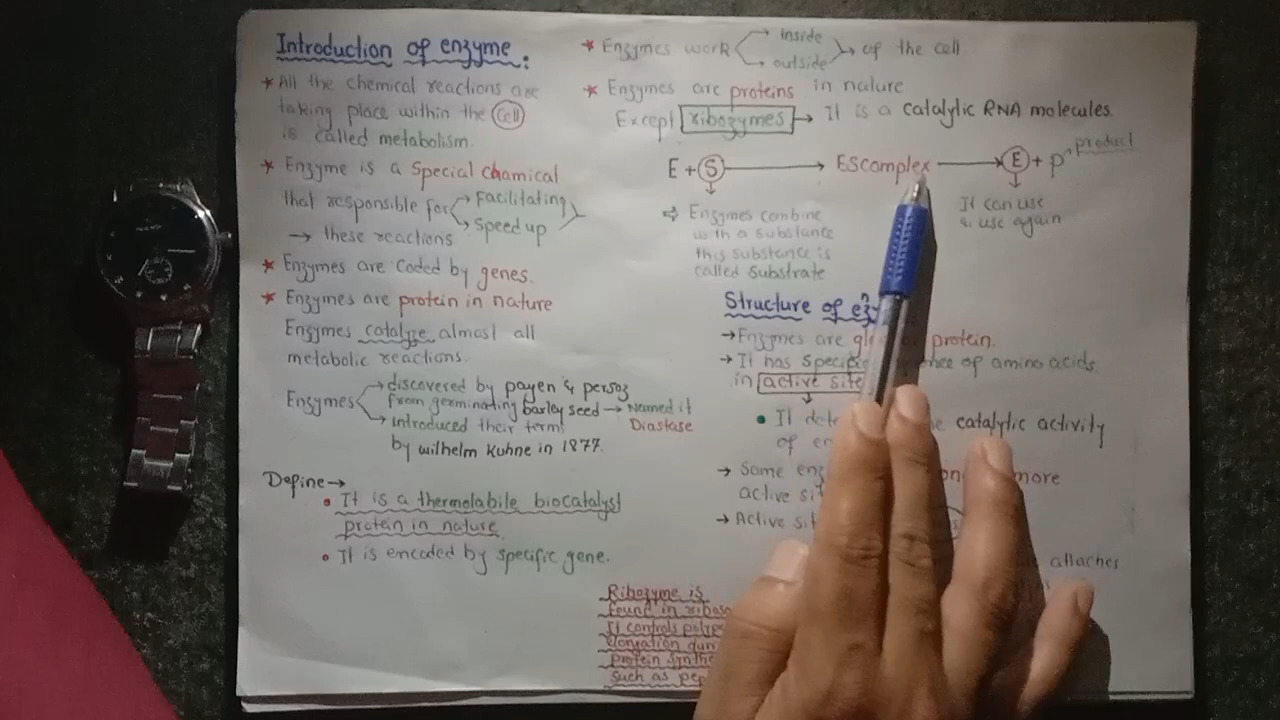 Introduction of enzyme:
* All the chemical reactions are
taking place within the cell
is called metabolism.
* Enzyme is a special chamical
that responsible for → Facilitating
→ speed up
→ these reactions
* Enzymes are coded by genes.
* Enzymes are protein in nature
Enzymes catalyze almost all
metabolic reactions.
Enzymes → discovered by payen & persoz
from germinating barley seed → Named it
Diastase
→ introduced their term
by wilhelm kuhne in 1877.
Define →
• It is a thermolabile biocatalyst
protein in nature.
• It is encoded by specific gene.
* Enzymes work → inside
→ outside → of the cell
* Enzymes are proteins in nature
Except ribozymes → It is a catalytic RNA molecules.
E + S → EScomplex → E + p → product
⇒ Enzymes combine
with a substance
this substance is
called substrate
It can use
& use again
Structure of
→ Enzymes are protein.
→ It has of amino acids
in active site
• It catalytic activity
of
→ Some more
active
→ Active
attaches
Ribozyme is
found in
It controls
elongation
protein
such as